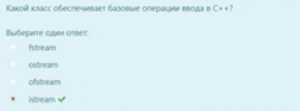 Какой класс обеспечивает базовые операции ввода в С++?
Выберите один ответ:
fstream
ostream
ofstream
istream